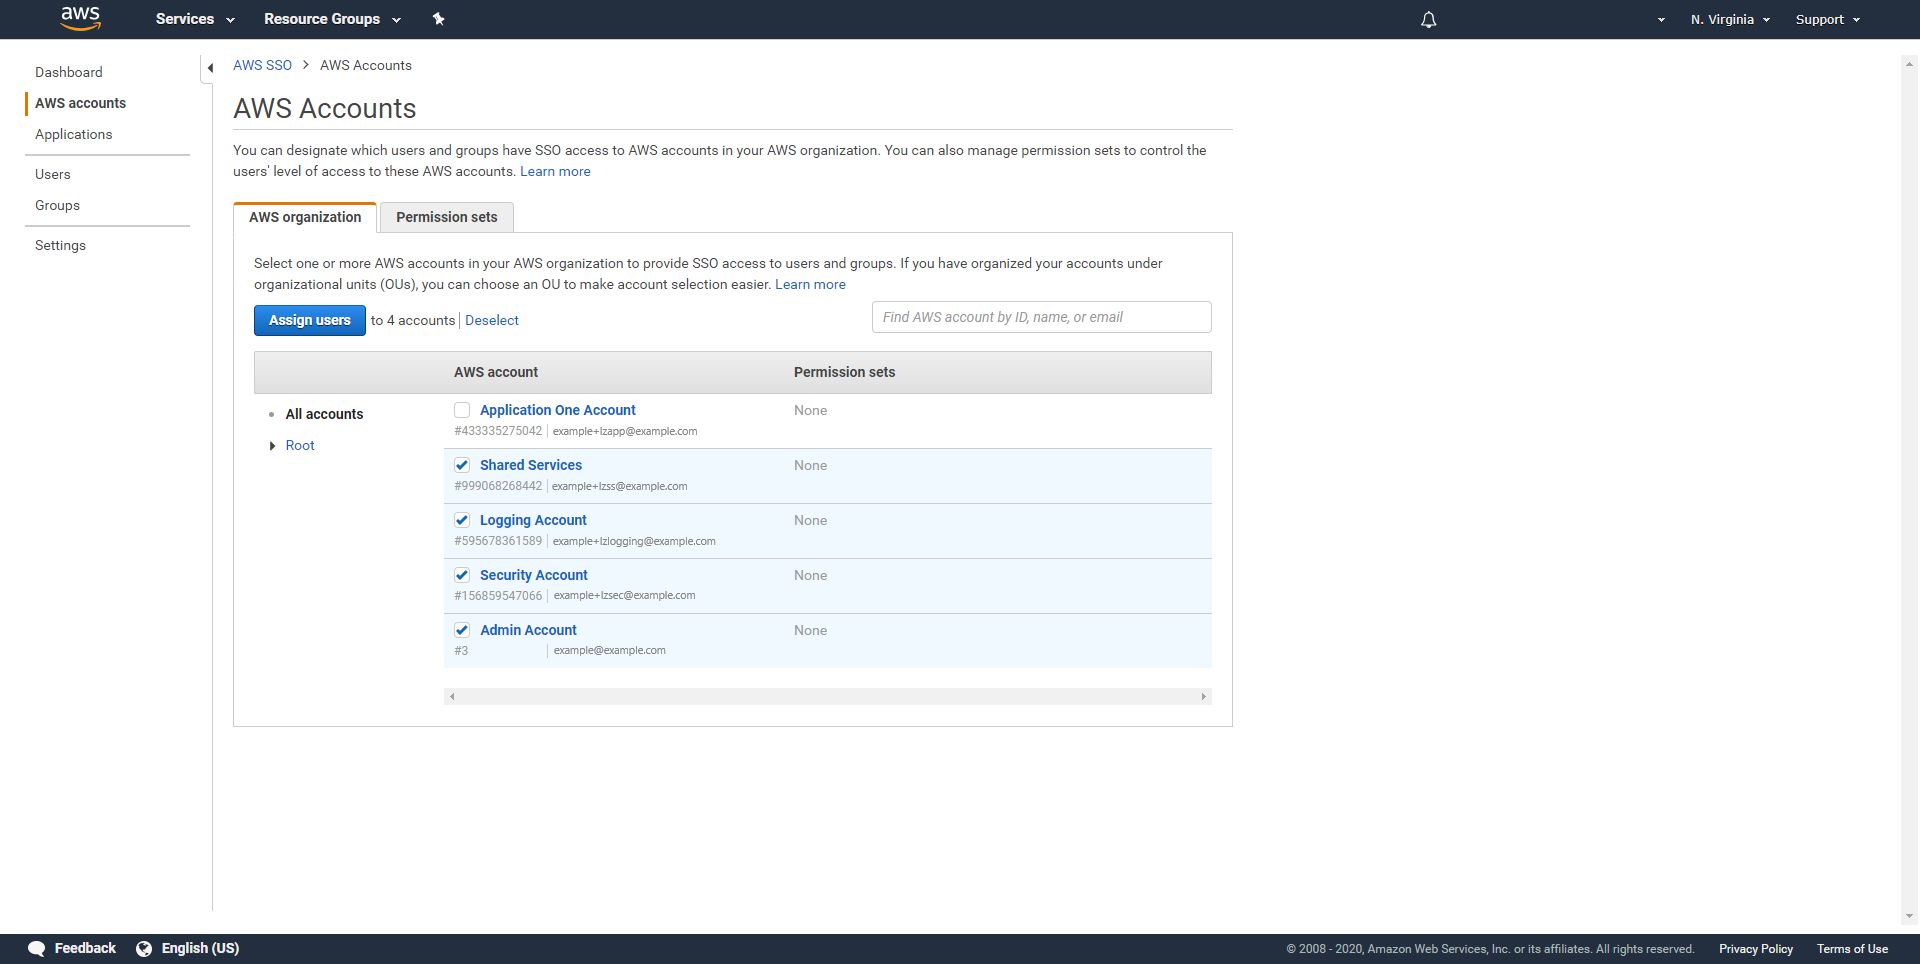 aws Services Resource Groups N. Virginia Support
Dashboard
AWS accounts
Applications
Users
Groups
Settings
AWS SSO > AWS Accounts
AWS Accounts
You can designate which users and groups have SSO access to AWS accounts in your AWS organization. You can also manage permission sets to control the
users' level of access to these AWS accounts. Learn more
AWS organization Permission sets
Select one or more AWS accounts in your AWS organization to provide SSO access to users and groups. If you have organized your accounts under
organizational units (OUs), you can choose an OU to make account selection easier. Learn more
Assign users to 4 accounts Deselect Find AWS account by ID, name, or email
AWS account Permission sets
All accounts
Root
Application One Account None
#433335275042 example+lzapp@example.com
Shared Services None
#999068268442 example+lzss@example.com
Logging Account None
#595678361589 example+lzlogging@example.com
Security Account None
#156859547066 example+lzsec@example.com
Admin Account None
#3 example@example.com
Feedback English (US) © 2008 - 2020, Amazon Web Services, Inc. or its affiliates. All rights reserved. Privacy Policy Terms of Use